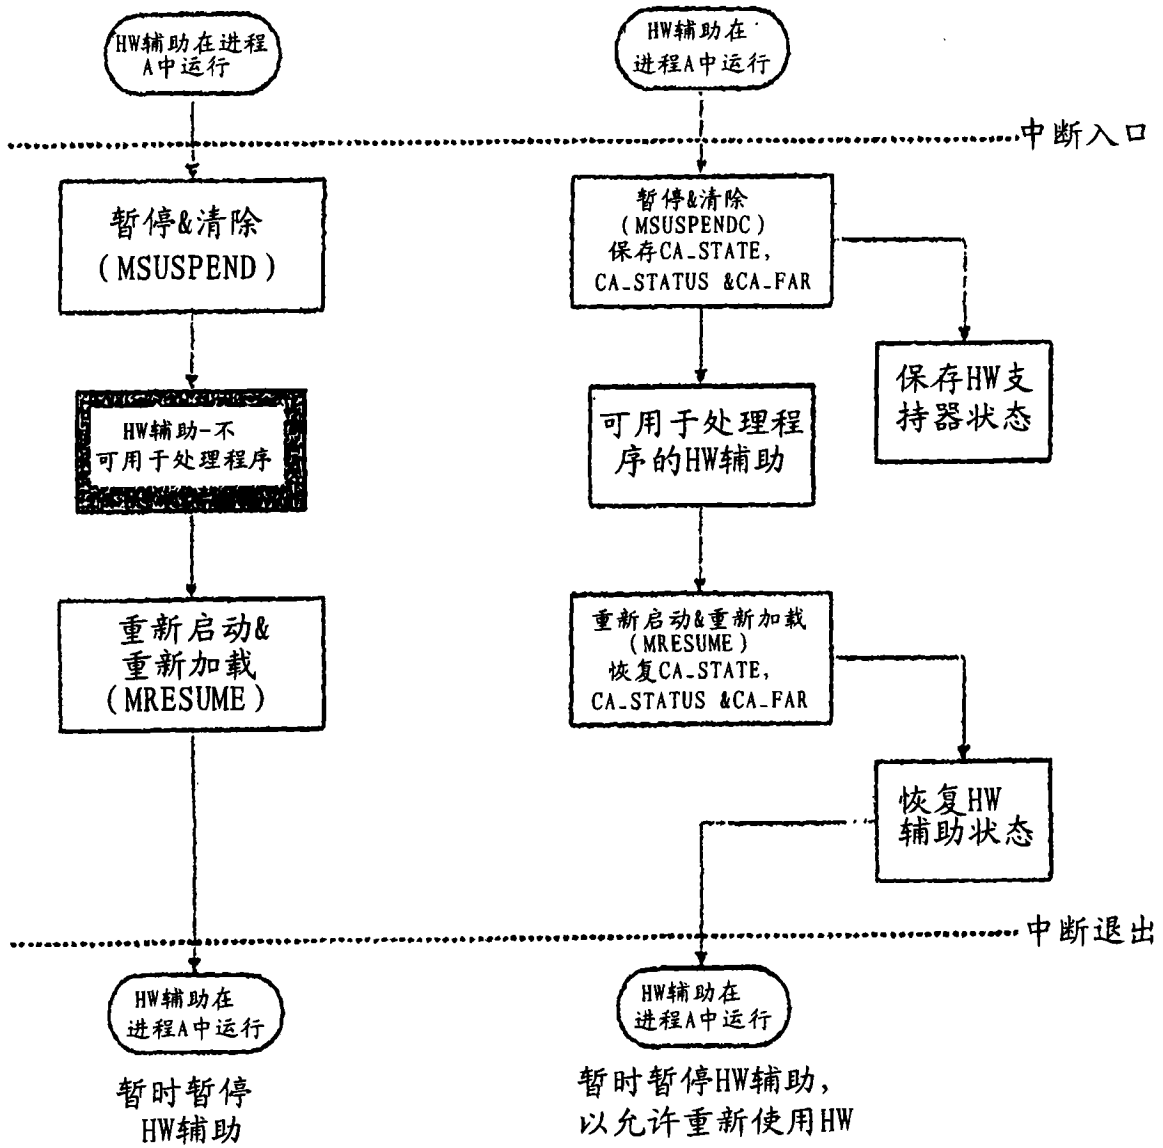 HW辅助在进程
A中运行
HW辅助在
进程A中运行
中断入口
暂停&清除
(MSUSPEND)
暂停&清除
(MSUSPENDC)
保存CA_STATE,
CA_STATUS &CA_FAR
保存HW支
持器状态
HW辅助-不
可用于处理程序
可用于处理程
序的HW辅助
重新启动&
重新加载
(MRESUME)
重新启动&重新加载
(MRESUME)
恢复CA_STATE,
CA_STATUS &CA_FAR
恢复HW
辅助状态
中断退出
HW辅助在
进程A中运行
HW辅助在
进程A中运行
暂时暂停
HW辅助
暂时暂停HW辅助,
以允许重新使用HW